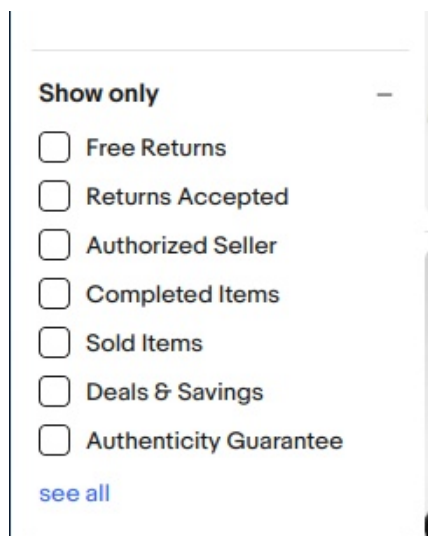 Show only
Free Returns
Returns Accepted
Authorized Seller
Completed Items
Sold Items
Deals & Savings
Authenticity Guarantee
see all